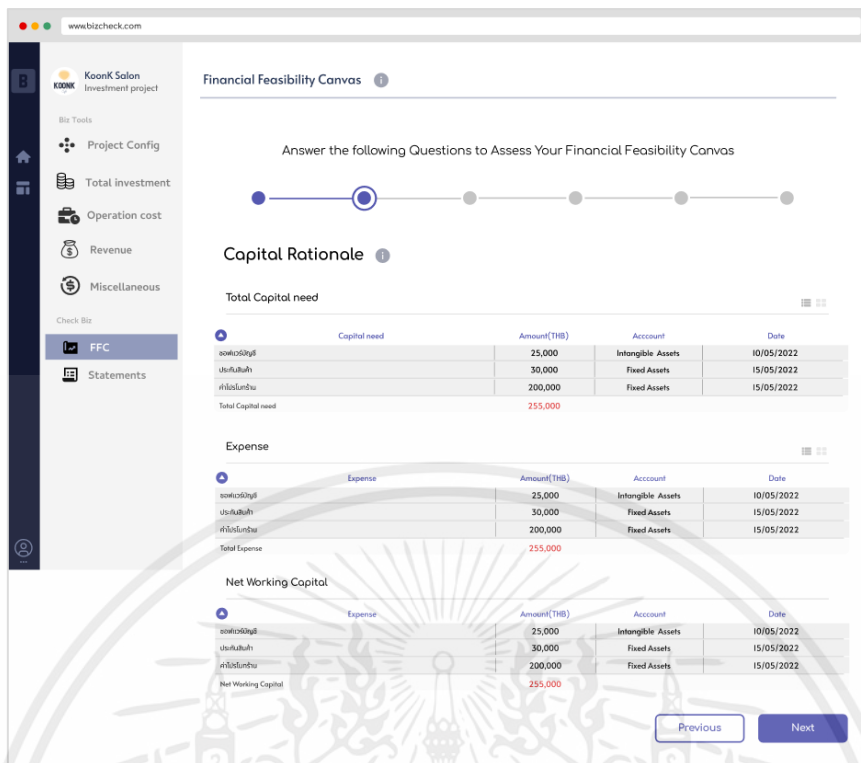 www.bizcheck.com
B
KOONK
KoonK Salon
Investment project
Financial Feasibility Canvas i
Biz Tools
Project Config
Total investment
Operation cost
Revenue
Miscellaneous
Check Biz
FFC
Statements
Answer the following Questions to Assess Your Financial Feasibility Canvas
Capital Rationale i
Total Capital need
Capital need Amount(THB) Acccount Date
ซอฟแวร์บัญชี 25,000 Intangible Assets 10/05/2022
ประกันสินค้า 30,000 Fixed Assets 15/05/2022
ค่าโปรโมทร้าน 200,000 Fixed Assets 15/05/2022
Total Capital need 255,000
Expense
Expense Amount(THB) Acccount Date
ซอฟแวร์บัญชี 25,000 Intangible Assets 10/05/2022
ประกันสินค้า 30,000 Fixed Assets 15/05/2022
ค่าโปรโมทร้าน 200,000 Fixed Assets 15/05/2022
Total Expense 255,000
Net Working Capital
Expense Amount(THB) Acccount Date
ซอฟแวร์บัญชี 25,000 Intangible Assets 10/05/2022
ประกันสินค้า 30,000 Fixed Assets 15/05/2022
ค่าโปรโมทร้าน 200,000 Fixed Assets 15/05/2022
Net Working Capital 255,000
Previous
Next